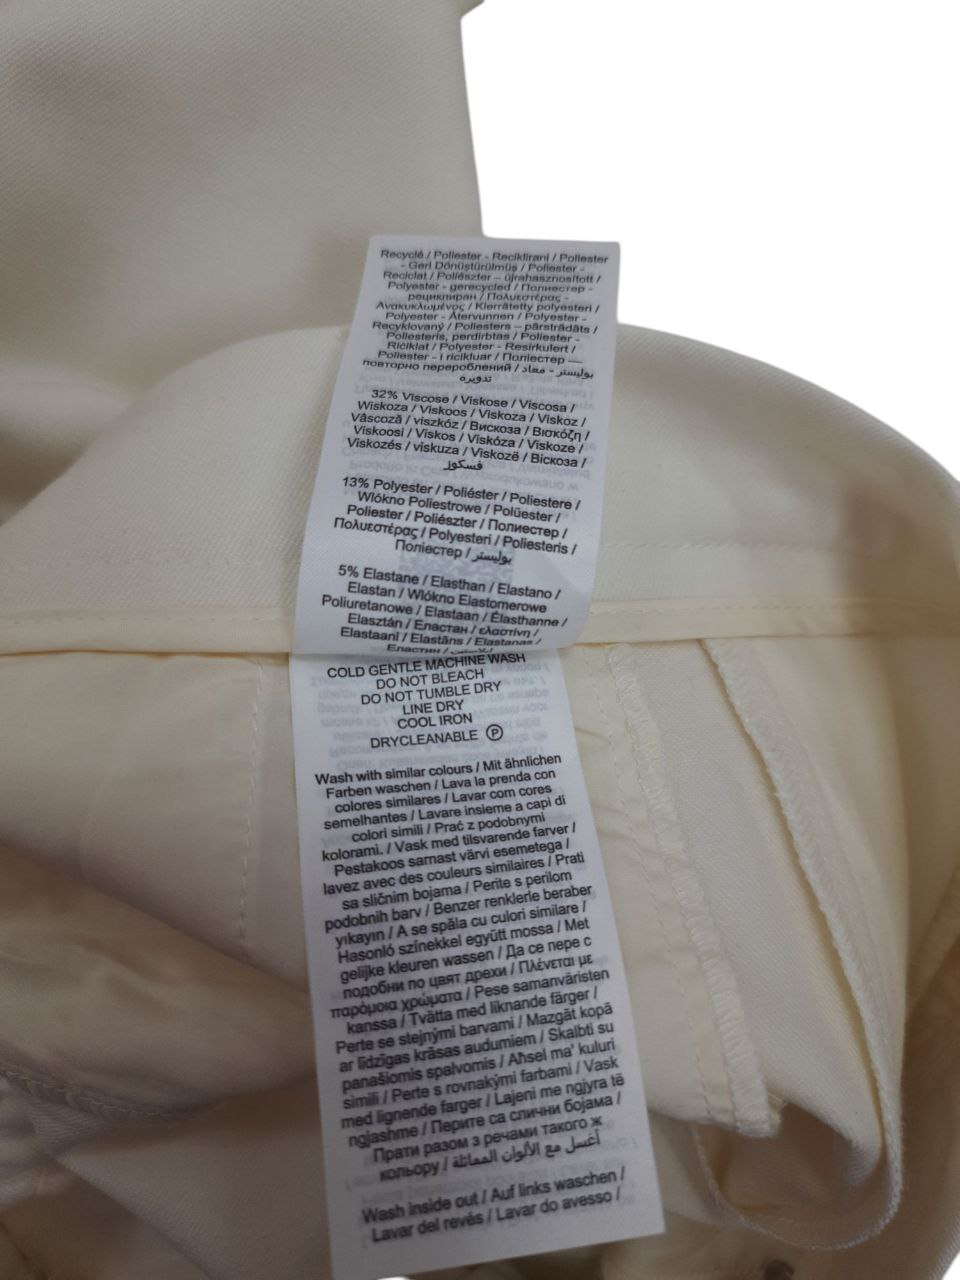 Recyclé / Poliester - Reciklirani / Poliester
- Geri Dönüştürülmüş / Poliester -
Reciclat / Poliészter – újrahasznosított /
Polyester - gerecycled / Полиестер -
рециклиран / Πολυεστέρας -
Ανακυκλωμένος / Kierrätetty polyesteri /
Polyester - Återvunnen / Polyester -
Recyklovaný / Poliesters – pārstrādāts /
Poliesteris, perdirbtas / Poliester -
Riċiklat / Polyester - Resirkulert /
Poliester - i ricikluar / Поліестер —
повторно перероблений / بوليستر - معاد
تدويره
32% Viscose / Viskose / Viscosa /
Wiskoza / Viskoos / Viskoza / Viskoz /
Vâscoză / viszkóz / Вискоза / Βισκόζη /
Viskoosi / Viskos / Viskóza / Viskoze /
Viskozės / viskuza / Viskozë / Віскоза /
فسكوز
13% Polyester / Poliéster / Poliestere /
Wlókno Poliestrowe / Polüester /
Poliester / Poliészter / Полиестер /
Πολυεστέρας / Polyesteri / Poliesteris /
Поліестер / بوليستر
5% Elastane / Elasthan / Elastano /
Elastan / Wlókno Elastomerowe
Poliuretanowe / Elastaan / Élasthanne /
Elasztán / Еластан / ελαστίνη /
Elastaani / Elastāns / Elastanas /
Еластин /
COLD GENTLE MACHINE WASH
DO NOT BLEACH
DO NOT TUMBLE DRY
LINE DRY
COOL IRON
DRYCLEANABLE Ⓟ
Wash with similar colours / Mit ähnlichen
Farben waschen / Lava la prenda con
colores similares / Lavar com cores
semelhantes / Lavare insieme a capi di
colori simili / Prać z podobnymi
kolorami. / Vask med tilsvarende farver /
Pestakoos sarnast värvi esemetega /
lavez avec des couleurs similaires / Prati
sa sličnim bojama / Perite s perilom
podobnih barv / Benzer renklerle beraber
yıkayın / A se spăla cu culori similare /
Hasonló színekkel együtt mossa / Met
gelijke kleuren wassen / Да се пере с
подобни по цвят дрехи / Πλένεται με
παρόμοια χρώματα / Pese samanväristen
kanssa / Tvätta med liknande färger /
Perte se stejnými barvami / Mazgāt kopā
ar līdzīgas krāsas audumiem / Skalbti su
panašiomis spalvomis / Aħsel ma' kuluri
simili / Perte s rovnakými farbami / Vask
med lignende farger / Lajeni me ngjyra të
ngjashme / Перите са слични бојама /
Прати разом з речами такого ж
кольору / أغسل مع الألوان المماثلة
Wash inside out / Auf links waschen /
Lavar del revés / Lavar do avesso /